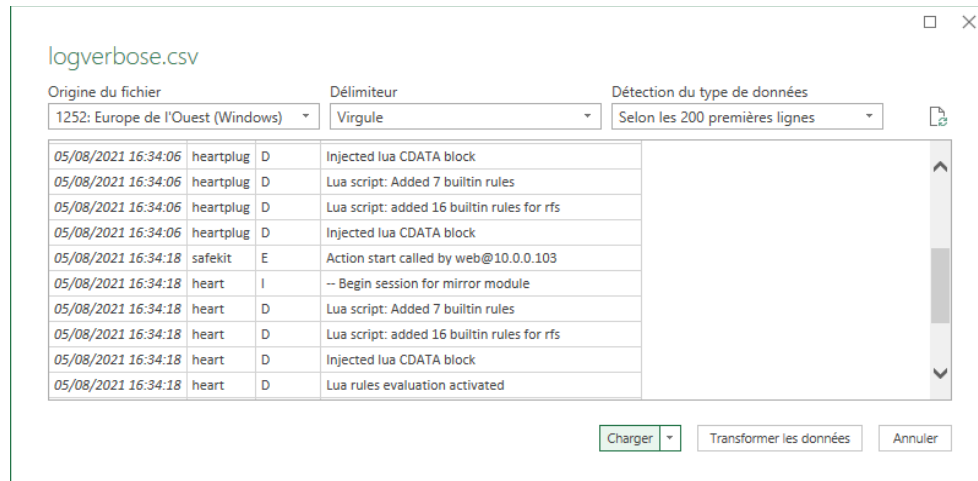 logverbose.csv
Origine du fichier Délimiteur Détection du type de données
1252: Europe de l'Ouest (Windows) Virgule Selon les 200 premières lignes
05/08/2021 16:34:06 heartplug D Injected lua CDATA block
05/08/2021 16:34:06 heartplug D Lua script: Added 7 builtin rules
05/08/2021 16:34:06 heartplug D Lua script: added 16 builtin rules for rfs
05/08/2021 16:34:06 heartplug D Injected lua CDATA block
05/08/2021 16:34:18 safekit E Action start called by web@10.0.0.103
05/08/2021 16:34:18 heart I -- Begin session for mirror module
05/08/2021 16:34:18 heart D Lua script: Added 7 builtin rules
05/08/2021 16:34:18 heart D Lua script: added 16 builtin rules for rfs
05/08/2021 16:34:18 heart D Injected lua CDATA block
05/08/2021 16:34:18 heart D Lua rules evaluation activated
Charger Transformer les données Annuler